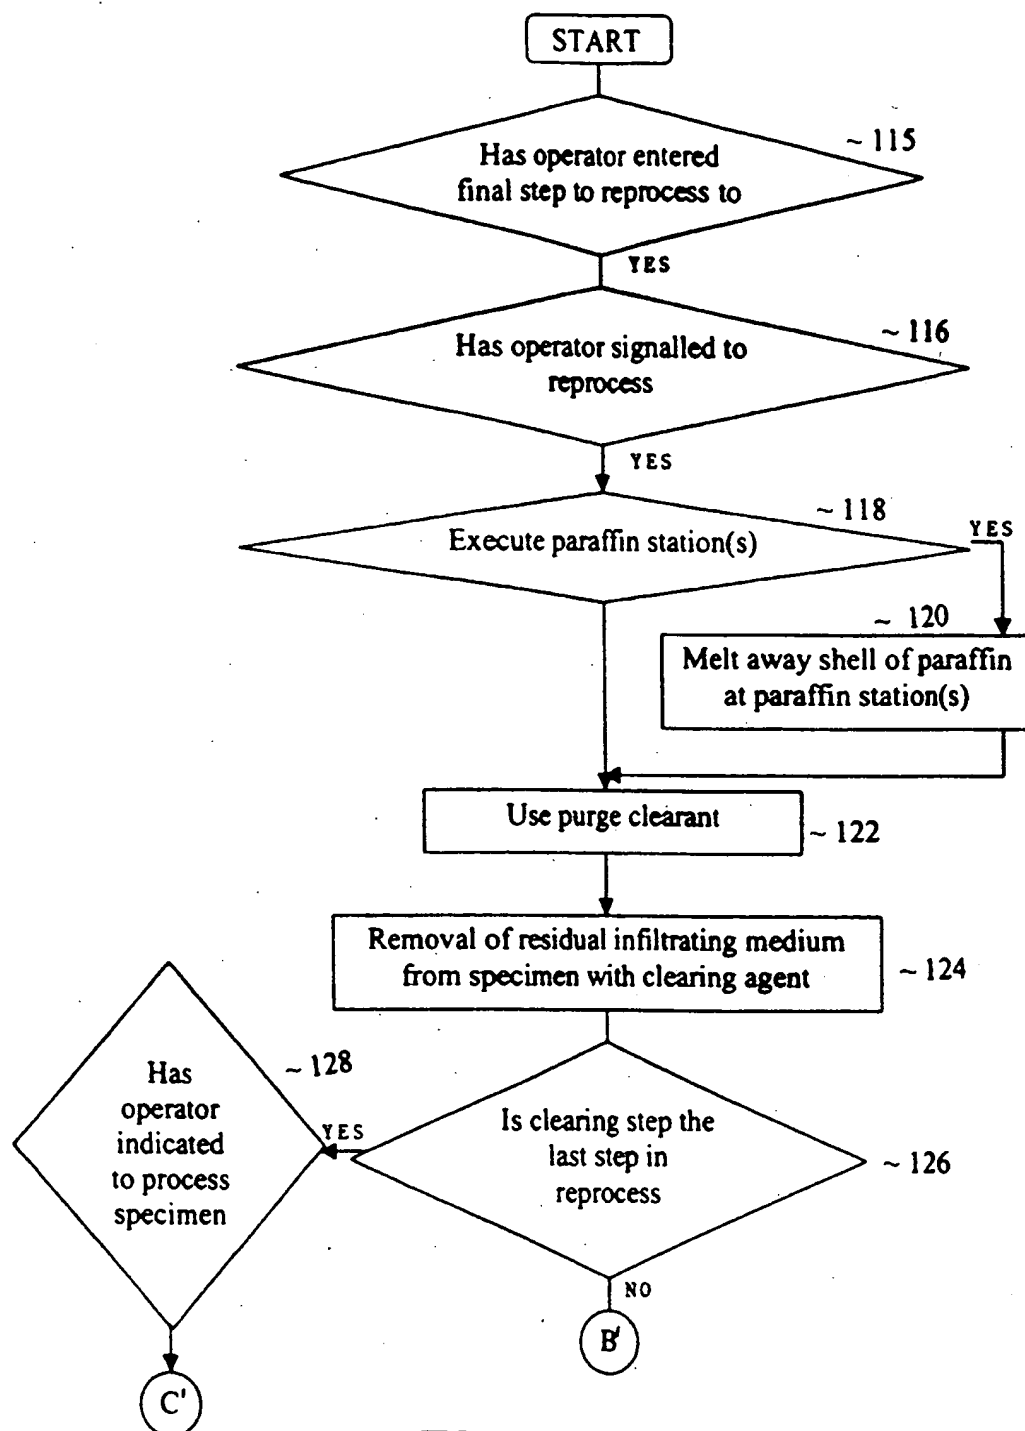 START
Has operator entered
final step to reprocess to
~ 115
YES
Has operator signalled to
reprocess
~ 116
YES
Execute paraffin station(s)
~ 118
YES
~ 120
Melt away shell of paraffin
at paraffin station(s)
Use purge clearant
~ 122
Removal of residual infiltrating medium
from specimen with clearing agent
~ 124
Has
operator
indicated
to process
specimen
~ 128
YES
Is clearing step the
last step in
reprocess
~ 126
NO
B'
C'